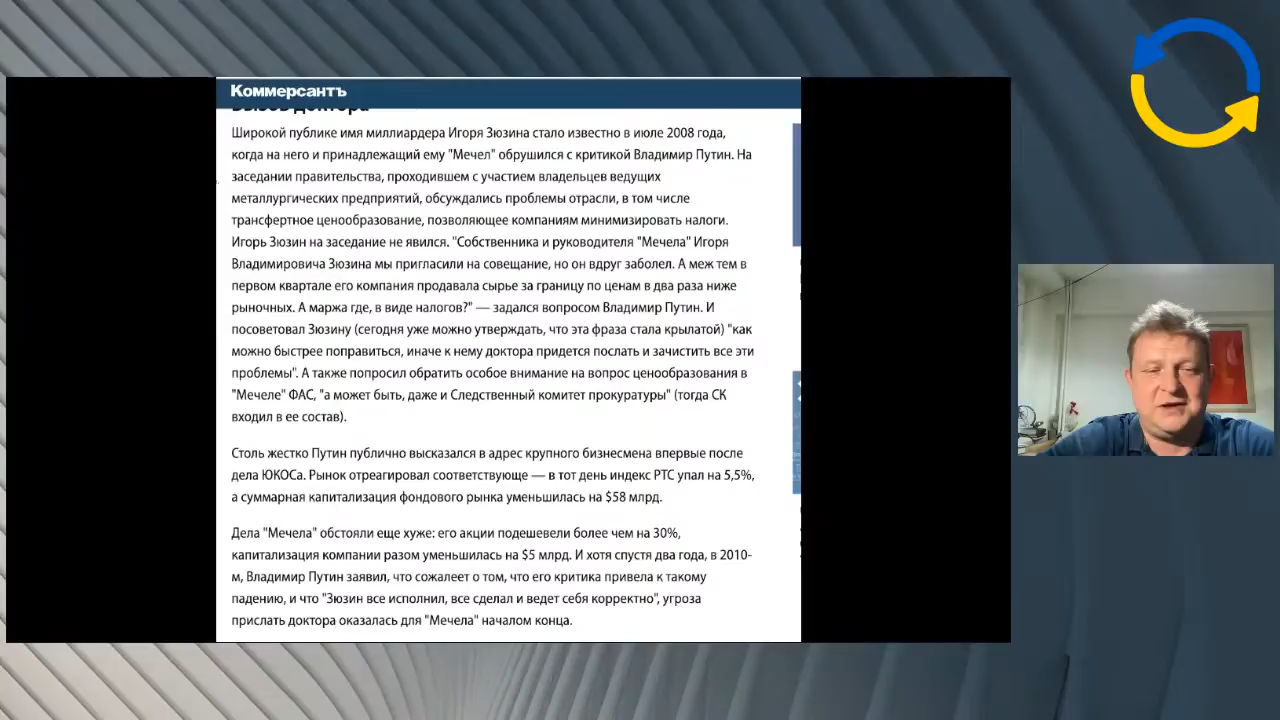 Коммерсантъ
Широкой публике имя миллиардера Игоря Зюзина стало известно в июле 2008 года,
когда на него и принадлежащий ему "Мечел" обрушился с критикой Владимир Путин. На
заседании правительства, проходившем с участием владельцев ведущих
металлургических предприятий, обсуждались проблемы отрасли, в том числе
трансфертное ценообразование, позволяющее компаниям минимизировать налоги.
Игорь Зюзин на заседание не явился. "Собственника и руководителя "Мечела" Игоря
Владимировича Зюзина мы пригласили на совещание, но он вдруг заболел. А меж тем в
первом квартале его компания продавала сырье за границу по ценам в два раза ниже
рыночных. А маржа где, в виде налогов?" — задался вопросом Владимир Путин. И
посоветовал Зюзину (сегодня уже можно утверждать, что эта фраза стала крылатой) "как
можно быстрее поправиться, иначе к нему доктора придется послать и зачистить все эти
проблемы". А также попросил обратить особое внимание на вопрос ценообразования в
"Мечеле" ФАС, "а может быть, даже и Следственный комитет прокуратуры" (тогда СК
входил в ее состав).
Столь жестко Путин публично высказался в адрес крупного бизнесмена впервые после
дела ЮКОСа. Рынок отреагировал соответствующе — в тот день индекс РТС упал на 5,5%,
а суммарная капитализация фондового рынка уменьшилась на $58 млрд.
Дела "Мечела" обстояли еще хуже: его акции подешевели более чем на 30%,
капитализация компании разом уменьшилась на $5 млрд. И хотя спустя два года, в 2010-
м, Владимир Путин заявил, что сожалеет о том, что его критика привела к такому
падению, и что "Зюзин все исполнил, все сделал и ведет себя корректно", угроза
прислать доктора оказалась для "Мечела" началом конца.